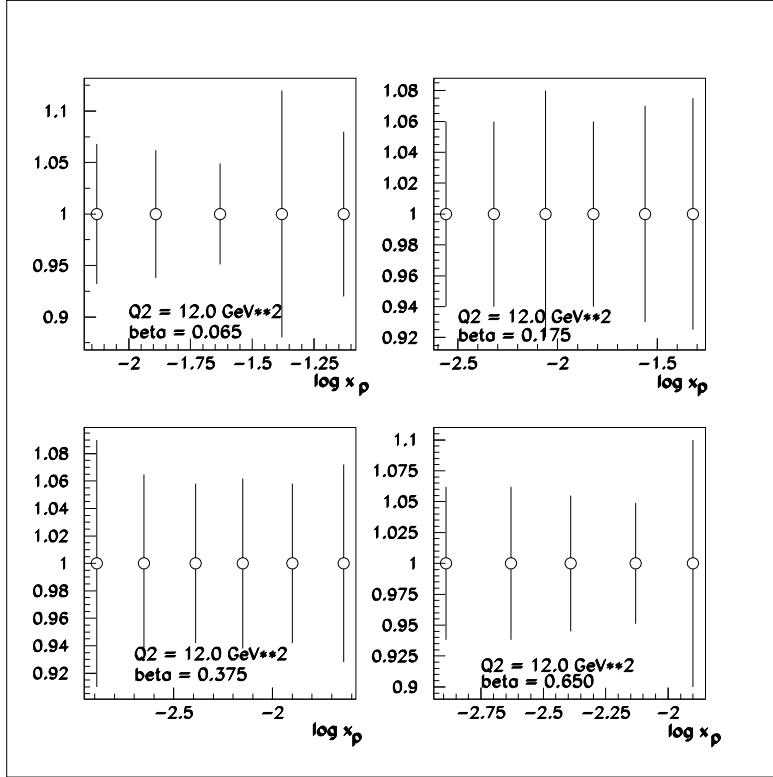 1.1
1.05
1
0.95
0.9
Q2 = 12.0 GeV**2
beta = 0.065
-2 -1.75 -1.5 -1.25
log x_p
1.08
1.06
1.04
1.02
1
0.98
0.96
0.94
0.92
Q2 = 12.0 GeV**2
beta = 0.175
-2.5 -2 -1.5
log x_p
1.08
1.06
1.04
1.02
1
0.98
0.96
0.94
0.92
Q2 = 12.0 GeV**2
beta = 0.375
-2.5 -2
log x_p
1.1
1.075
1.05
1.025
1
0.975
0.95
0.925
0.9
Q2 = 12.0 GeV**2
beta = 0.650
-2.75 -2.5 -2.25 -2
log x_p